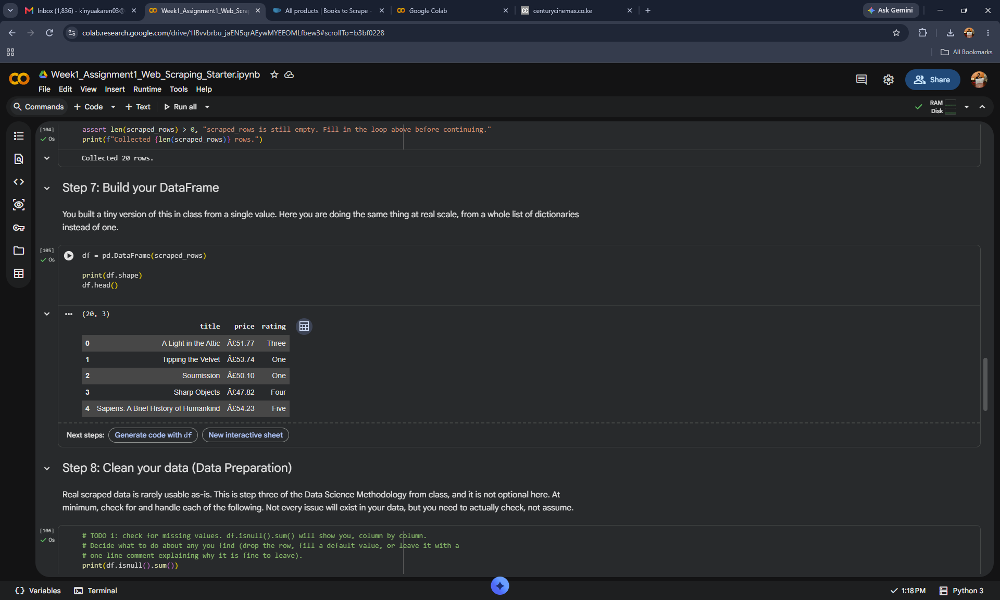 Inbox (1,836) - kinyuakaren03@
Week1_Assignment1_Web_Scra
All products | Books to Scrape -
Google Colab
centurycinemax.co.ke
Ask Gemini
colab.research.google.com/drive/1IBvvbrbu_jaEN5qrAEywMYEEOMLfbew3#scrollTo=b3bf0228
All Bookmarks
Week1_Assignment1_Web_Scraping_Starter.ipynb
File Edit View Insert Runtime Tools Help
Share
Commands + Code + Text Run all
RAM
Disk
[104] assert len(scraped_rows) > 0, "scraped_rows is still empty. Fill in the loop above before continuing."
0s print(f"Collected {len(scraped_rows)} rows.")
Collected 20 rows.
Step 7: Build your DataFrame
You built a tiny version of this in class from a single value. Here you are doing the same thing at real scale, from a whole list of dictionaries
instead of one.
[105] df = pd.DataFrame(scraped_rows)
0s
print(df.shape)
df.head()
(20, 3)
title price rating
0 A Light in the Attic Â£51.77 Three
1 Tipping the Velvet Â£53.74 One
2 Soumission Â£50.10 One
3 Sharp Objects Â£47.82 Four
4 Sapiens: A Brief History of Humankind Â£54.23 Five
Next steps: Generate code with df New interactive sheet
Step 8: Clean your data (Data Preparation)
Real scraped data is rarely usable as-is. This is step three of the Data Science Methodology from class, and it is not optional here. At
minimum, check for and handle each of the following. Not every issue will exist in your data, but you need to actually check, not assume.
[106]
0s # TODO 1: check for missing values. df.isnull().sum() will show you, column by column.
# Decide what to do about any you find (drop the row, fill a default value, or leave it with a
# one-line comment explaining why it is fine to leave).
print(df.isnull().sum())
{} Variables Terminal
1:18 PM Python 3